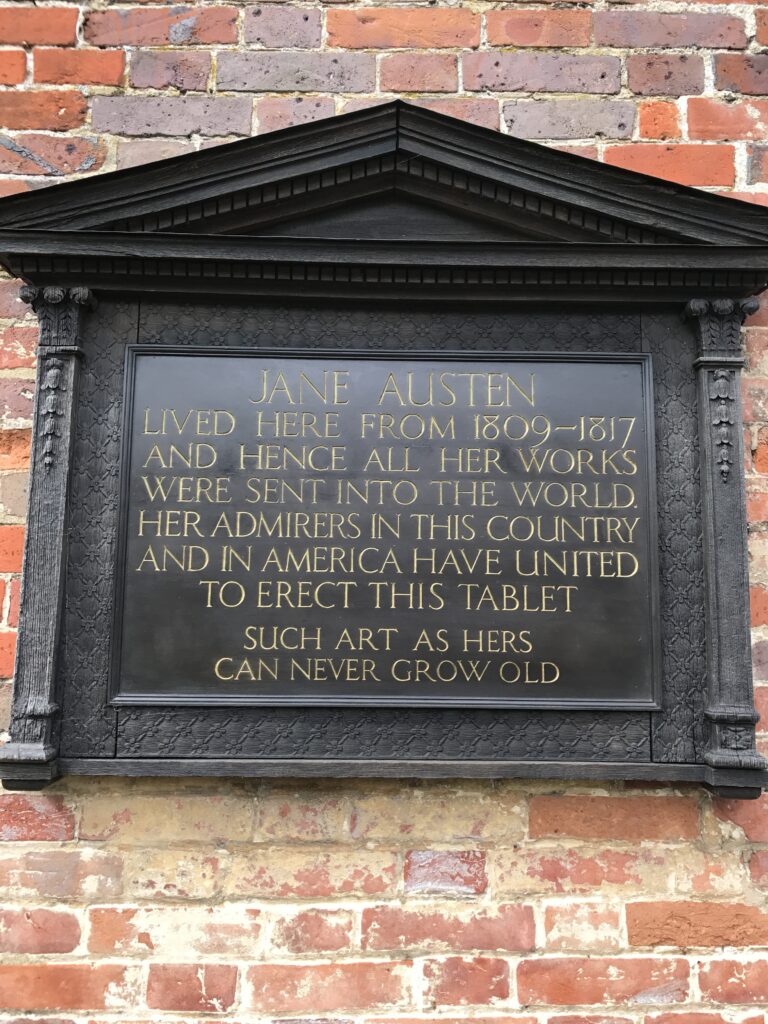 JANE AUSTEN
LIVED HERE FROM 1809–1817
AND HENCE ALL HER WORKS
WERE SENT INTO THE WORLD.
HER ADMIRERS IN THIS COUNTRY
AND IN AMERICA HAVE UNITED
TO ERECT THIS TABLET
SUCH ART AS HERS
CAN NEVER GROW OLD